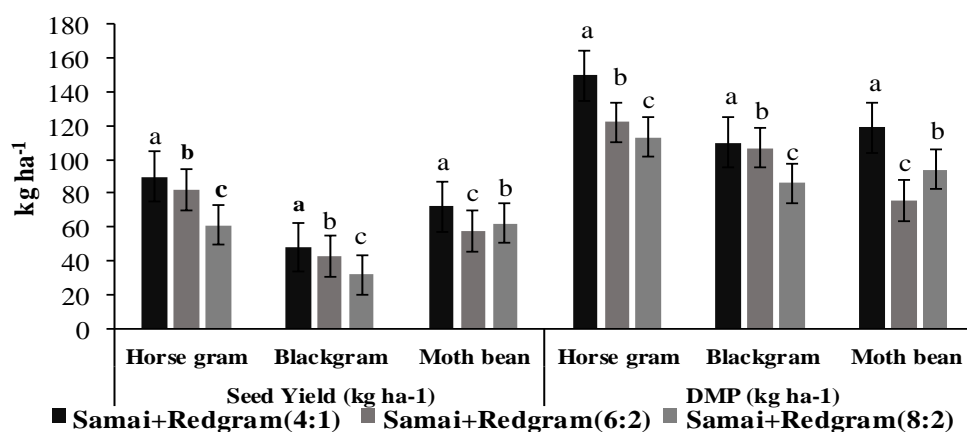 kg ha-1
180
160
140
120
100
80
60
40
20
0
a b c a b c a c b a b c a b c a c b
Horse gram Blackgram Moth bean Horse gram Blackgram Moth bean
Seed Yield (kg ha-1) DMP (kg ha-1)
Samai+Redgram(4:1) Samai+Redgram(6:2) Samai+Redgram(8:2)